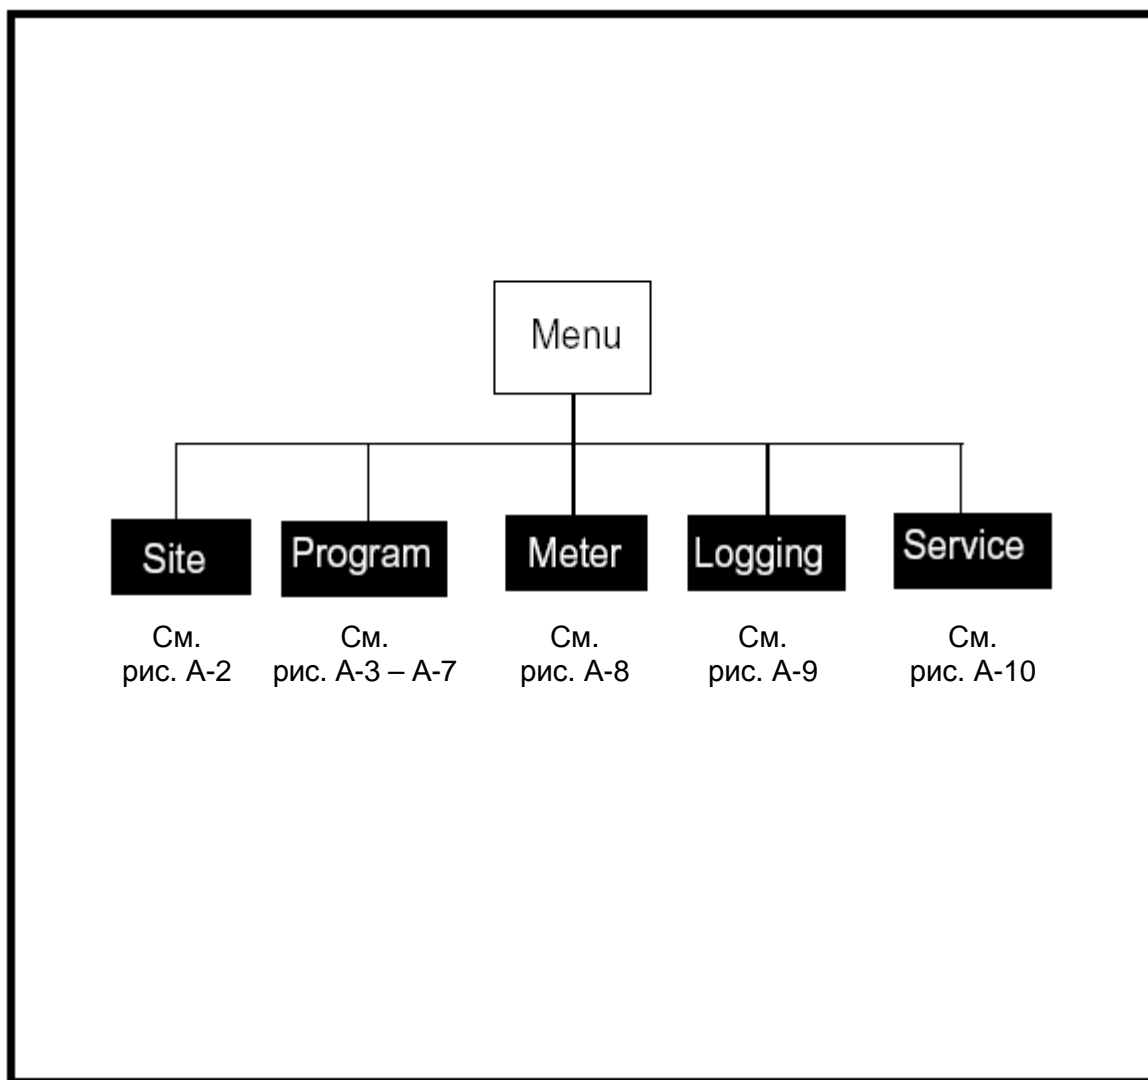 Menu
Site
Program
Meter
Logging
Service
См.
рис. А-2
См.
рис. А-3 – А-7
См.
рис. А-8
См.
рис. А-9
См.
рис. А-10